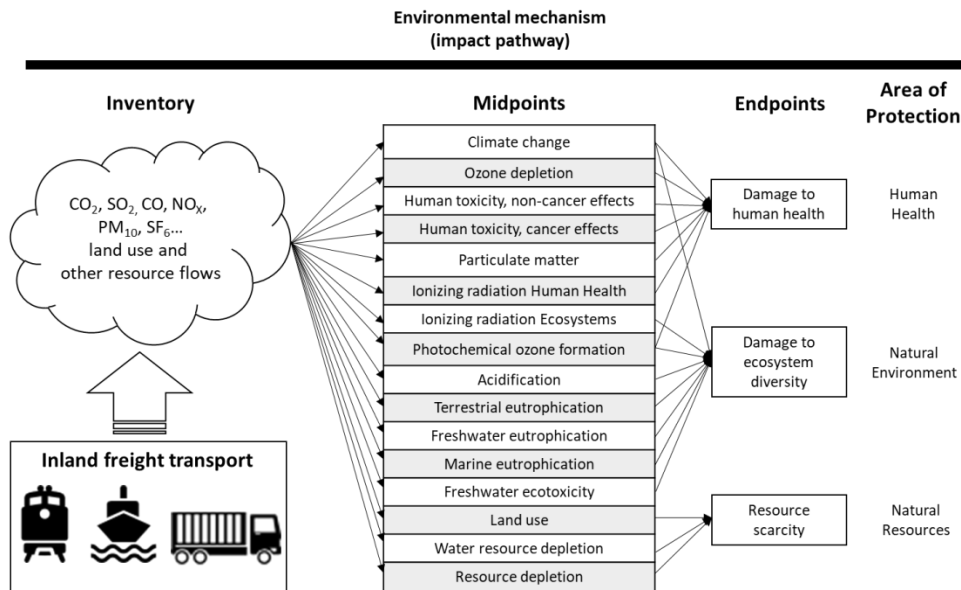 Environmental mechanism
(impact pathway)
Inventory
Midpoints
Endpoints
Area of
Protection
CO₂, SO₂, CO, NOₓ,
PM₁₀, SF₆...
land use and
other resource flows
Inland freight transport
Climate change
Ozone depletion
Human toxicity, non-cancer effects
Human toxicity, cancer effects
Particulate matter
Ionizing radiation Human Health
Ionizing radiation Ecosystems
Photochemical ozone formation
Acidification
Terrestrial eutrophication
Freshwater eutrophication
Marine eutrophication
Freshwater ecotoxicity
Land use
Water resource depletion
Resource depletion
Damage to
human health
Damage to
ecosystem
diversity
Resource
scarcity
Human
Health
Natural
Environment
Natural
Resources